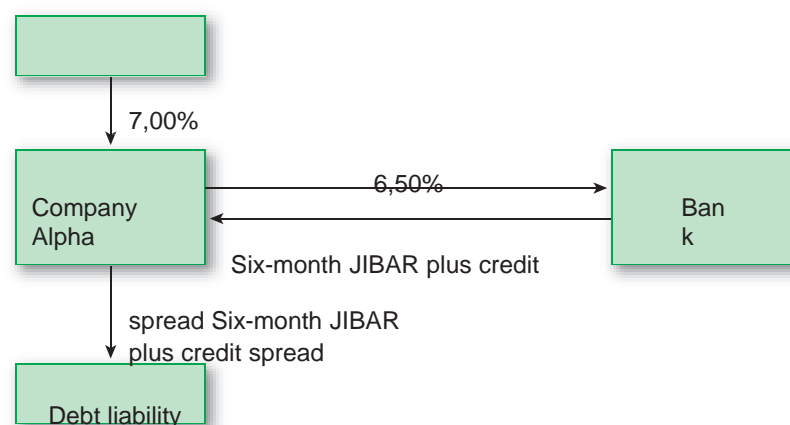 7,00%
6,50%
Company
Alpha
Ban
k
Six-month JIBAR plus credit
spread Six-month JIBAR
plus credit spread
Debt liability